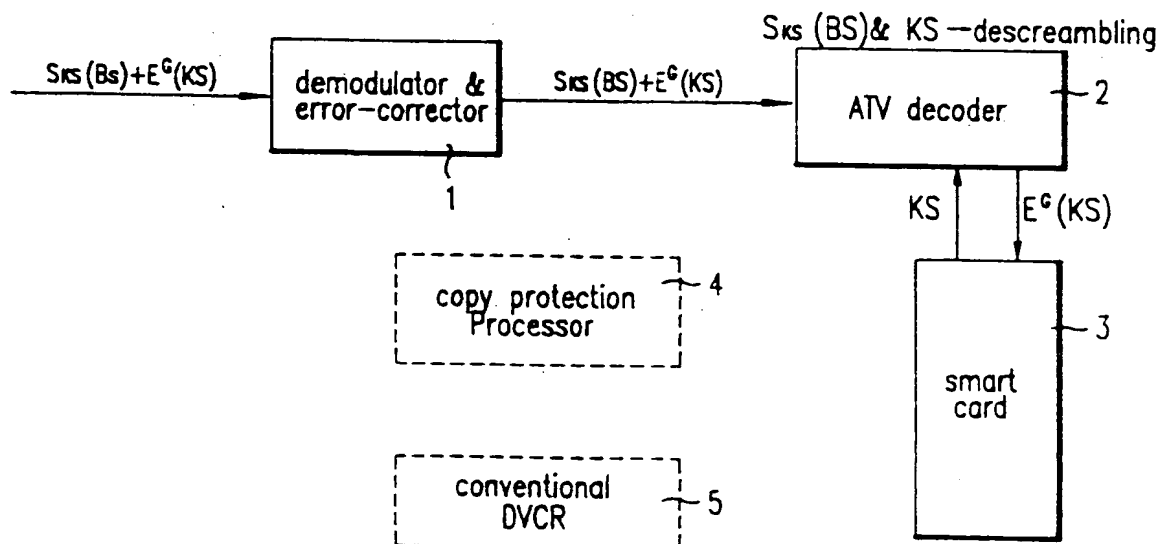 SKS (BS)& KS—descreambling
SKS(BS)+E^G(KS)
demodulator &
error-corrector
1
SKS(BS)+E^G(KS)
ATV decoder
2
KS
E^G(KS)
copy protection
Processor
4
smart
card
3
conventional
DVCR
5